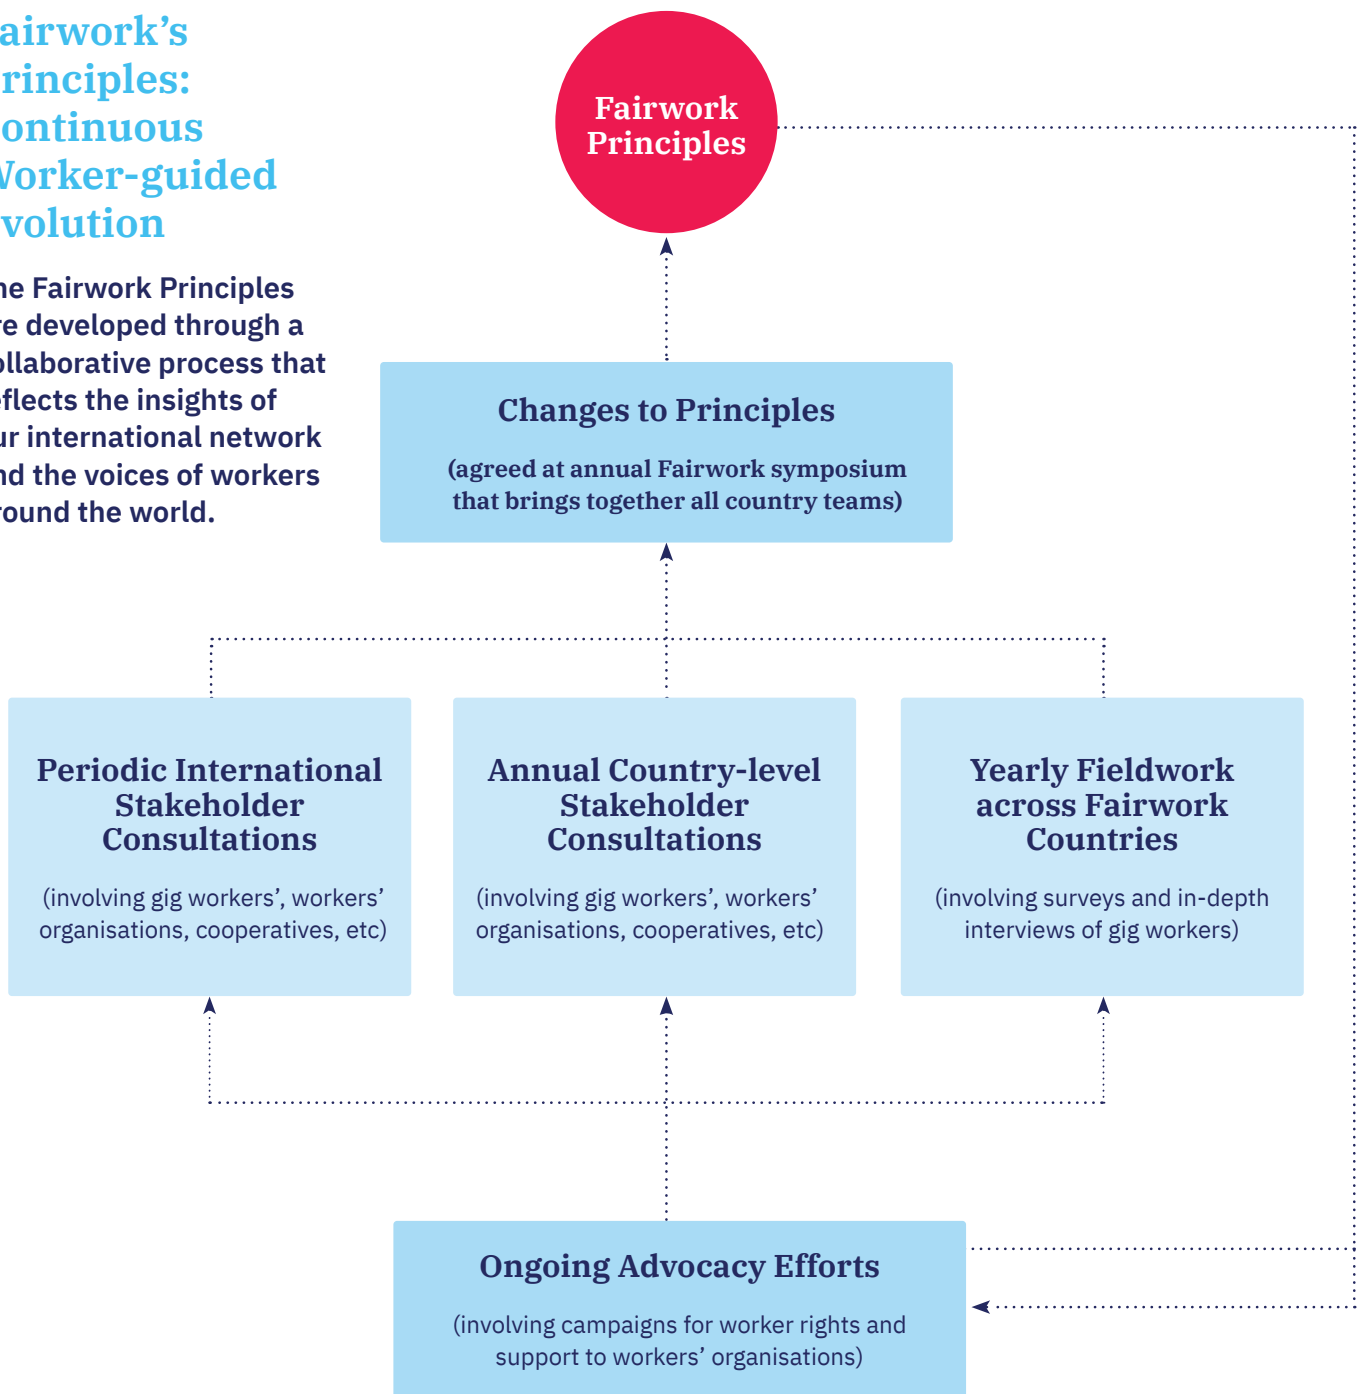 airwork’s
rinciples:
ontinuous
Worker-guided
volution
ne Fairwork Principles
re developed through a
ollaborative process that
eflects the insights of
ur international network
nd the voices of workers
round the world.
Fairwork
Principles
Changes to Principles
(agreed at annual Fairwork symposium
that brings together all country teams)
Periodic International
Stakeholder
Consultations
(involving gig workers’, workers’
organisations, cooperatives, etc)
Annual Country-level
Stakeholder
Consultations
(involving gig workers’, workers’
organisations, cooperatives, etc)
Yearly Fieldwork
across Fairwork
Countries
(involving surveys and in-depth
interviews of gig workers)
Ongoing Advocacy Efforts
(involving campaigns for worker rights and
support to workers’ organisations)